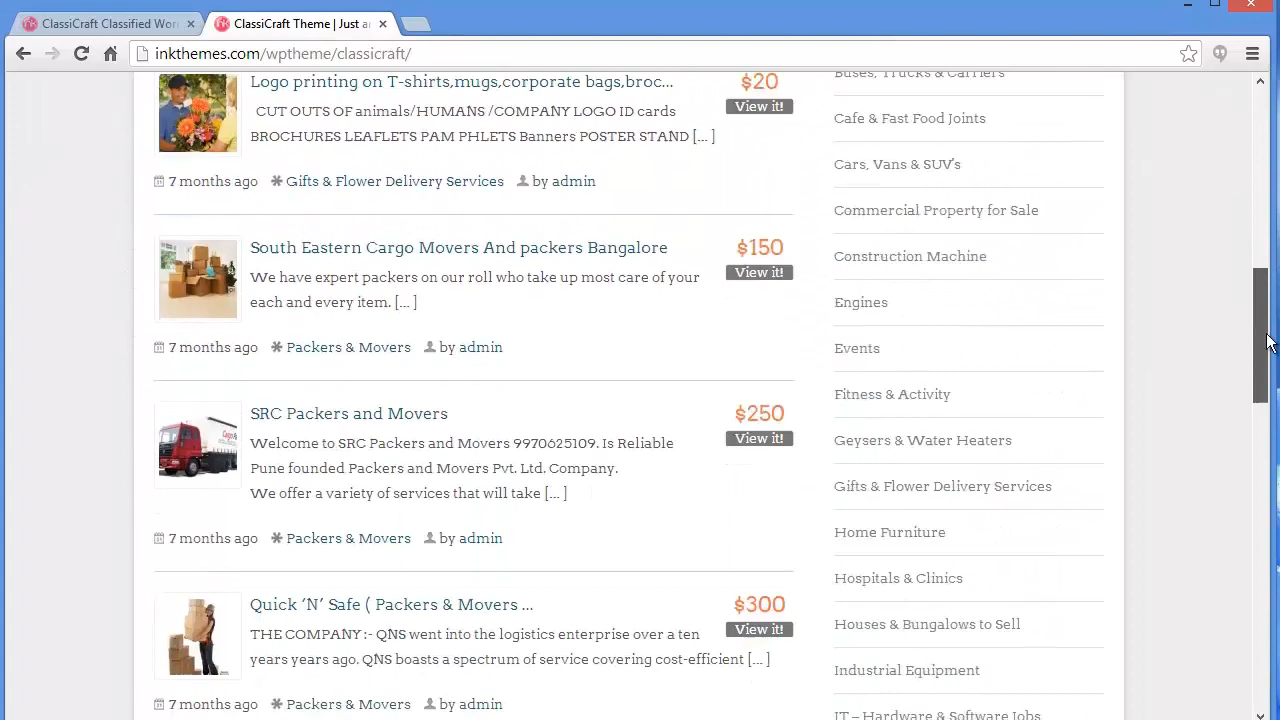 ClassiCraft Classified Wor
ClassiCraft Theme | Just a
inkthemes.com/wptheme/classicraft/
Logo printing on T-shirts,mugs,corporate bags,broc...
$20
View it!
CUT OUTS OF animals/HUMANS /COMPANY LOGO ID cards
BROCHURES LEAFLETS PAM PHLETS Banners POSTER STAND [... ]
7 months ago Gifts & Flower Delivery Services by admin
South Eastern Cargo Movers And packers Bangalore
$150
View it!
We have expert packers on our roll who take up most care of your
each and every item. [... ]
7 months ago Packers & Movers by admin
SRC Packers and Movers
$250
View it!
Welcome to SRC Packers and Movers 9970625109. Is Reliable
Pune founded Packers and Movers Pvt. Ltd. Company.
We offer a variety of services that will take [... ]
7 months ago Packers & Movers by admin
Quick ‘N’ Safe ( Packers & Movers ...
$300
View it!
THE COMPANY :- QNS went into the logistics enterprise over a ten
years years ago. QNS boasts a spectrum of service covering cost-efficient [... ]
7 months ago Packers & Movers by admin
Buses, Trucks & Carriers
Cafe & Fast Food Joints
Cars, Vans & SUV’s
Commercial Property for Sale
Construction Machine
Engines
Events
Fitness & Activity
Geysers & Water Heaters
Gifts & Flower Delivery Services
Home Furniture
Hospitals & Clinics
Houses & Bungalows to Sell
Industrial Equipment
IT – Hardware & Software Jobs